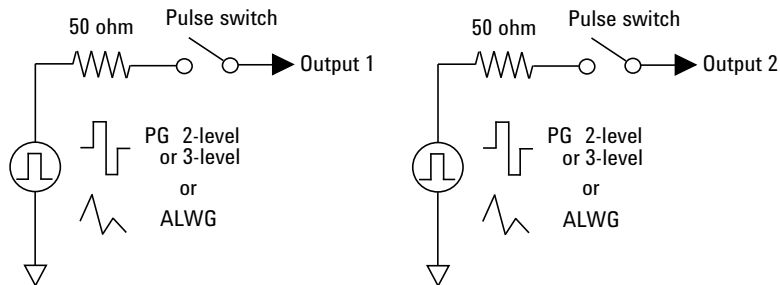 Pulse switch
50 ohm
Output 1
PG 2-level
or 3-level
or
ALWG
Pulse switch
50 ohm
Output 2
PG 2-level
or 3-level
or
ALWG